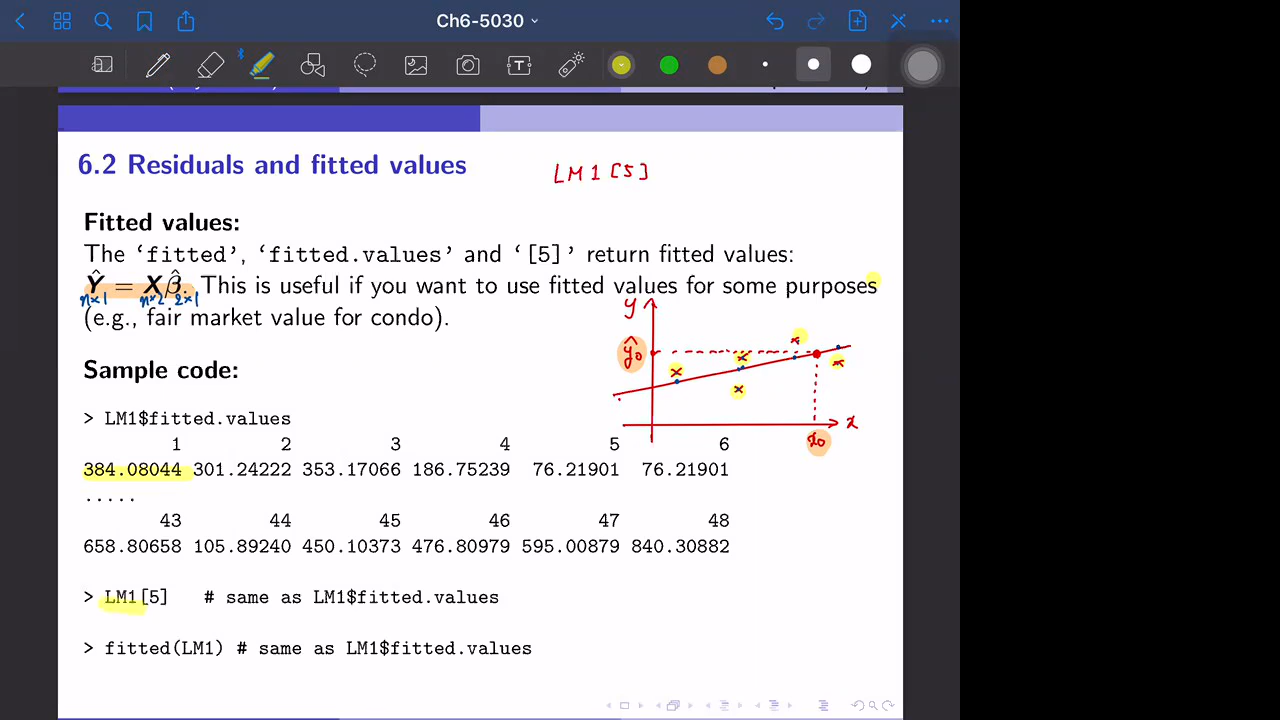 Ch6-5030
6.2 Residuals and fitted values
LM1[5]
Fitted values:
The ‘fitted’, ‘fitted.values’ and ‘[5]’ return fitted values:
Ŷ = Xβ̂. This is useful if you want to use fitted values for some purposes
n×1 n×2 2×1
(e.g., fair market value for condo).
y
ŷ0
x
x0
Sample code:
> LM1$fitted.values
1 2 3 4 5 6
384.08044 301.24222 353.17066 186.75239 76.21901 76.21901
.....
43 44 45 46 47 48
658.80658 105.89240 450.10373 476.80979 595.00879 840.30882
> LM1[5] # same as LM1$fitted.values
> fitted(LM1) # same as LM1$fitted.values